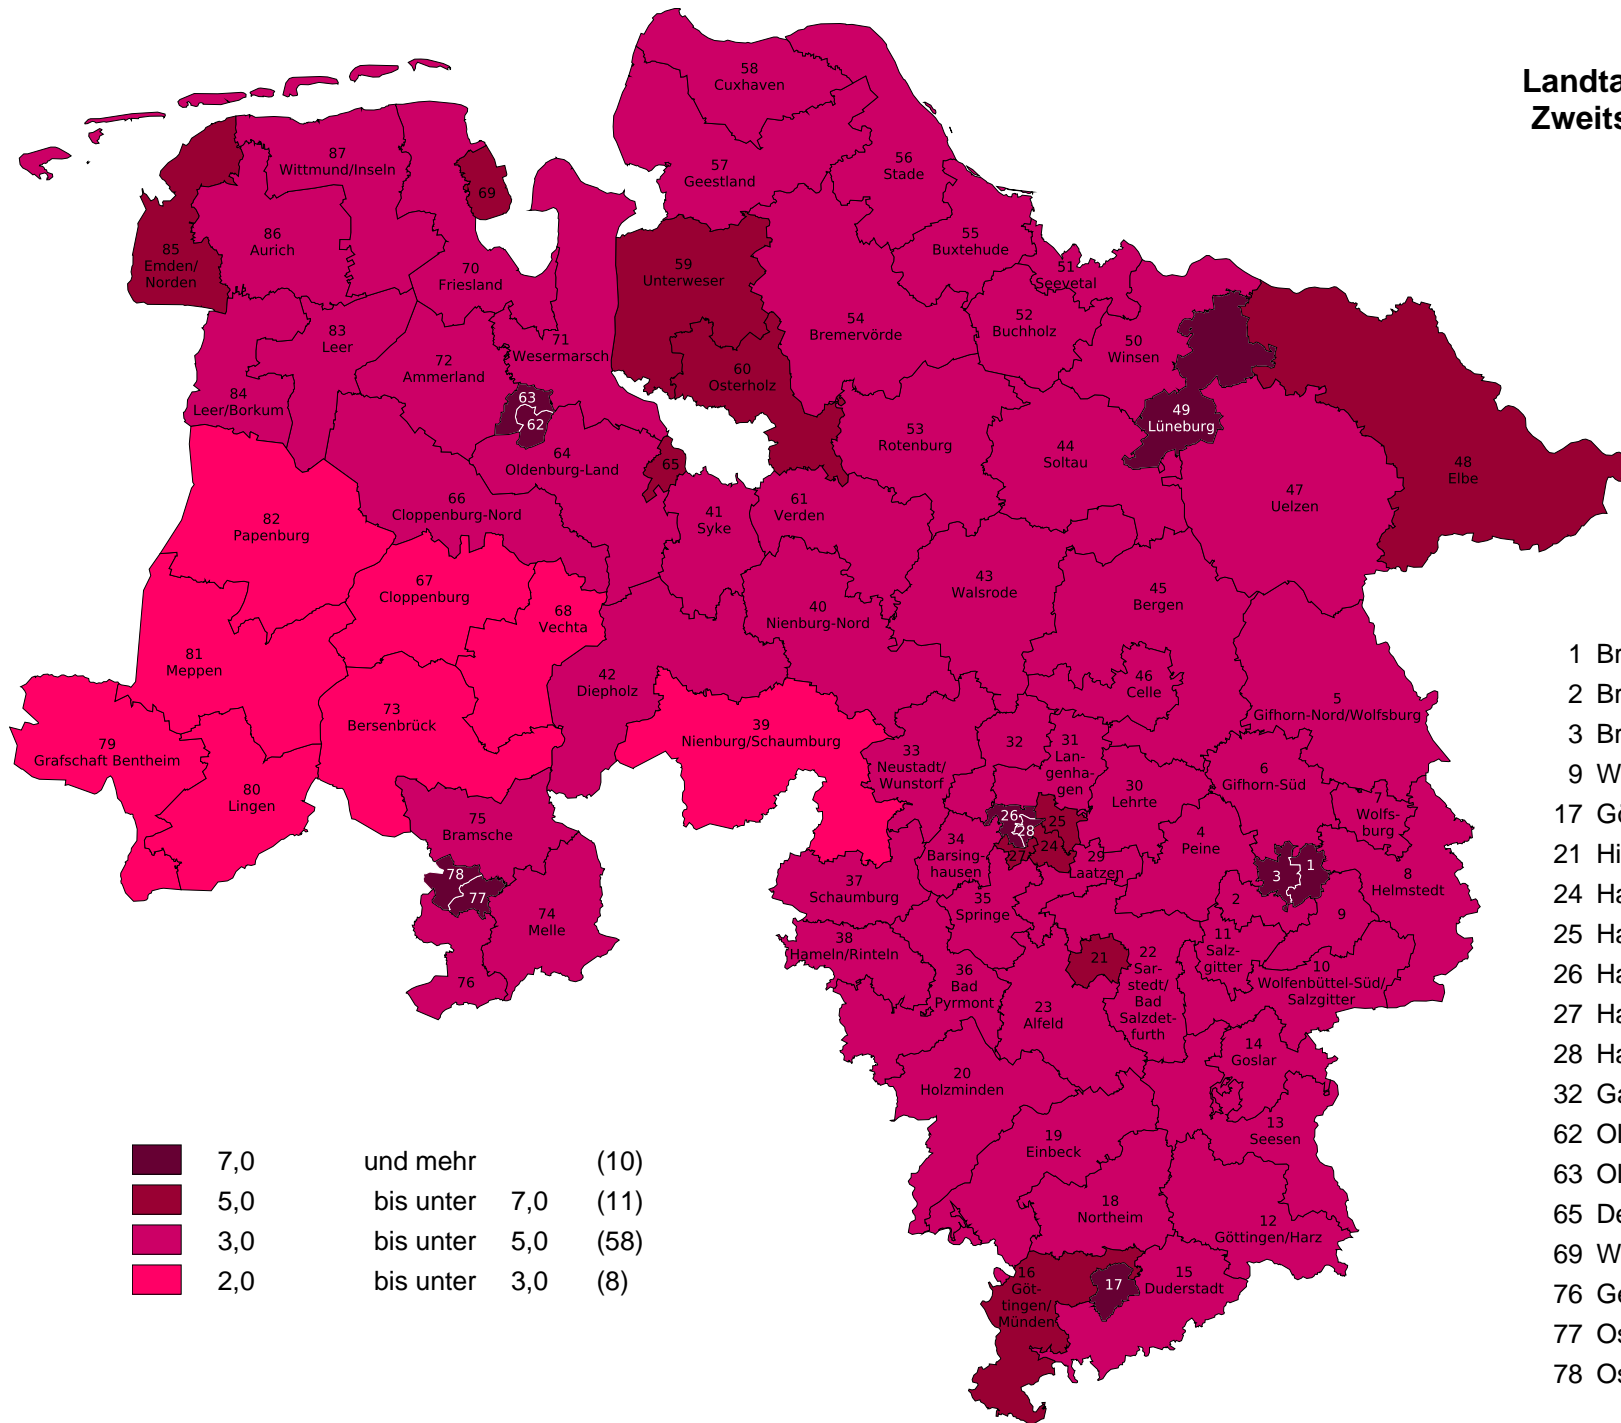 Landta
Zweits
58
Cuxhaven
87
Wittmund/Inseln
57
Geestland
56
Stade
69
86
Aurich
85
Emden/
Norden
55
Buxtehude
70
Friesland
59
Unterweser
51
Seevetal
52
Buchholz
54
Bremervörde
83
Leer
71
Wesermarsch
50
Winsen
72
Ammerland
60
Osterholz
84
Leer/Borkum
63
62
49
Lüneburg
53
Rotenburg
44
Soltau
64
Oldenburg-Land
65
48
Elbe
47
Uelzen
66
Cloppenburg-Nord
41
Syke
61
Verden
82
Papenburg
67
Cloppenburg
43
Walsrode
45
Bergen
68
Vechta
40
Nienburg-Nord
81
Meppen
42
Diepholz
46
Celle
5
Gifhorn-Nord/Wolfsburg
73
Bersenbrück
39
Nienburg/Schaumburg
79
Grafschaft Bentheim
33
Neustadt/
Wunstorf
32
31
Lan-
genha-
gen
6
Gifhorn-Süd
80
Lingen
30
Lehrte
7
Wolfs-
burg
75
Bramsche
26
28
25
24
27
34
Barsing-
hausen
29
Laatzen
4
Peine
3
1
8
Helmstedt
78
77
37
Schaumburg
35
Springe
2
9
74
Melle
38
Hameln/Rinteln
11
Salz-
gitter
21
22
Sar-
stedt/
Bad
Salzdet-
furth
10
Wolfenbüttel-Süd/
Salzgitter
76
36
Bad
Pyrmont
23
Alfeld
14
Goslar
20
Holzminden
13
Seesen
19
Einbeck
18
Northeim
12
Göttingen/Harz
16
Göt-
tingen/
Münden
17
15
Duderstadt
7,0 und mehr (10)
5,0 bis unter 7,0 (11)
3,0 bis unter 5,0 (58)
2,0 bis unter 3,0 (8)
1 Br
2 Br
3 Br
9 W
17 Gö
21 Hi
24 Ha
25 Ha
26 Ha
27 Ha
28 Ha
32 Ga
62 Ol
63 Ol
65 De
69 W
76 Ge
77 Os
78 Os